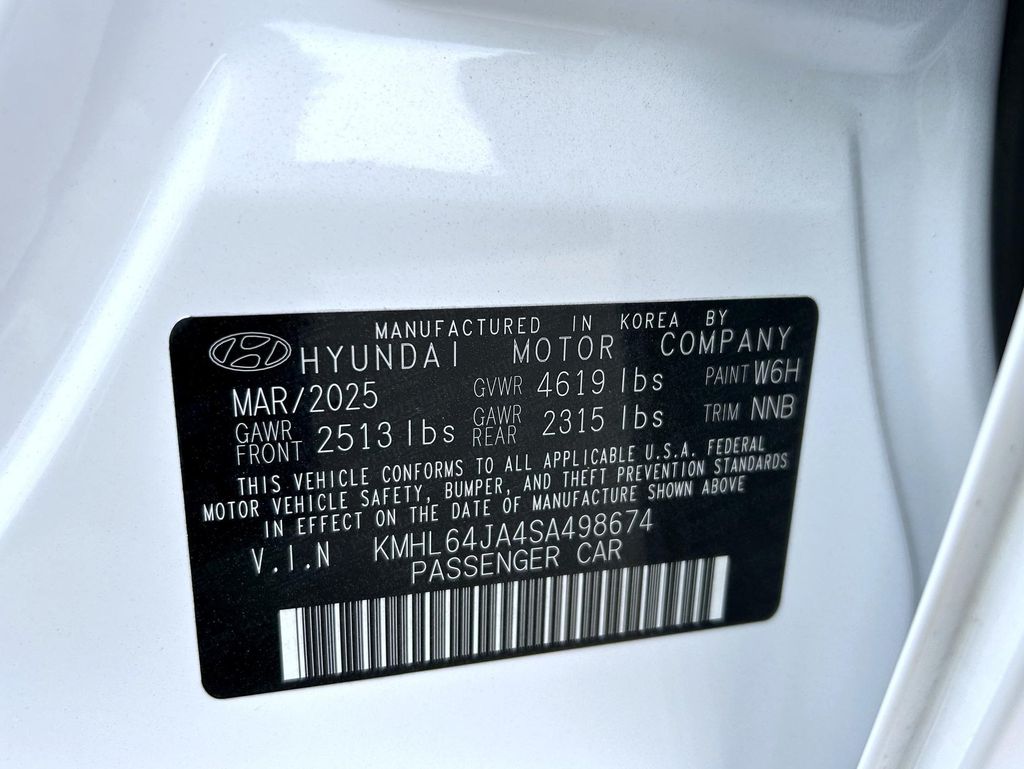 MANUFACTURED IN KOREA BY
HYUNDAI MOTOR COMPANY
MAR/2025 GVWR 4619 lbs PAINT W6H
GAWR FRONT 2513 lbs GAWR REAR 2315 lbs TRIM NNB
THIS VEHICLE CONFORMS TO ALL APPLICABLE U.S.A. FEDERAL
MOTOR VEHICLE SAFETY, BUMPER, AND THEFT PREVENTION STANDARDS
IN EFFECT ON THE DATE OF MANUFACTURE SHOWN ABOVE
V.I.N KMHL64JA4SA498674
PASSENGER CAR